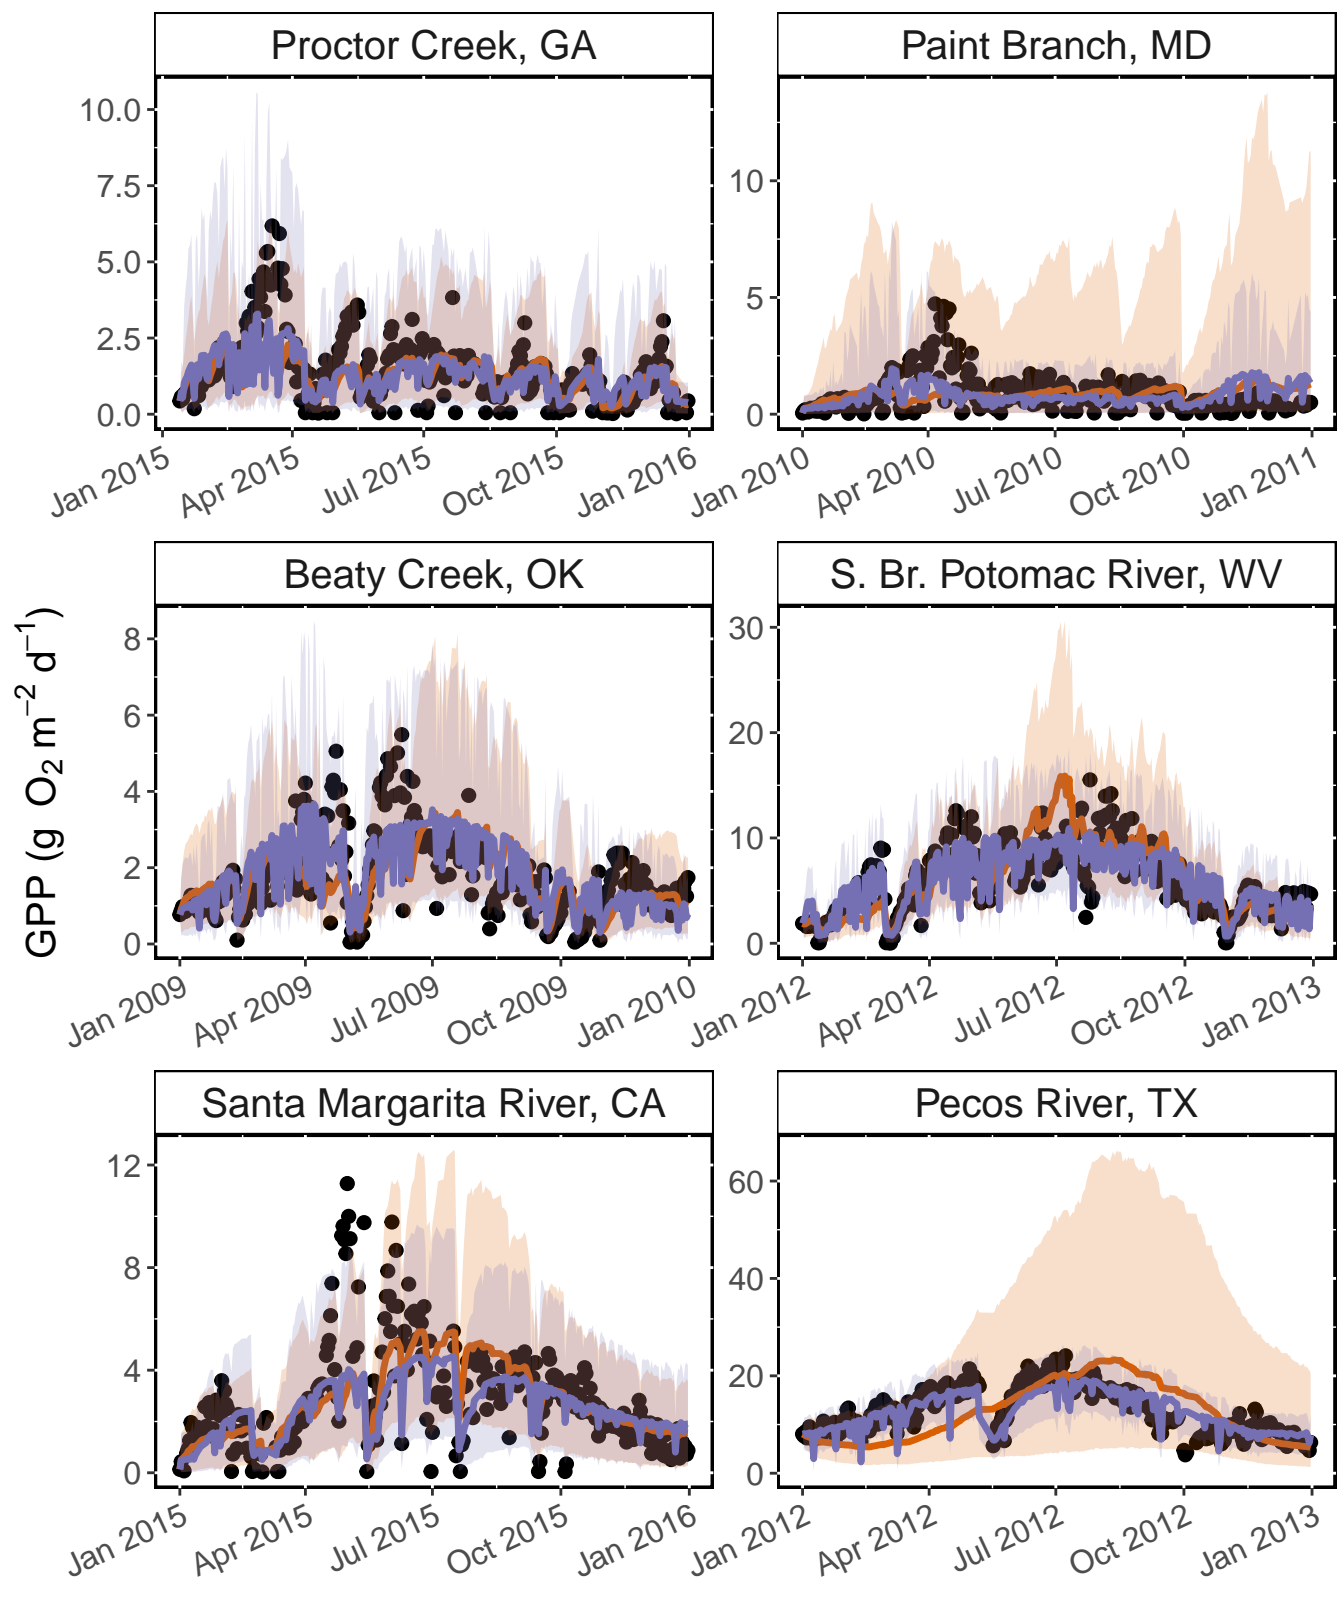 Proctor Creek, GA
10.0
7.5
5.0
2.5
0.0
Jan 2015
Apr 2015
Jul 2015
Oct 2015
Jan 2016
Paint Branch, MD
10
5
0
Jan 2010
Apr 2010
Jul 2010
Oct 2010
Jan 2011
GPP (g O₂ m⁻² d⁻¹)
Beaty Creek, OK
8
6
4
2
0
Jan 2009
Apr 2009
Jul 2009
Oct 2009
Jan 2010
S. Br. Potomac River, WV
30
20
10
0
Jan 2012
Apr 2012
Jul 2012
Oct 2012
Jan 2013
Santa Margarita River, CA
12
8
4
0
Jan 2015
Apr 2015
Jul 2015
Oct 2015
Jan 2016
Pecos River, TX
60
40
20
0
Jan 2012
Apr 2012
Jul 2012
Oct 2012
Jan 2013